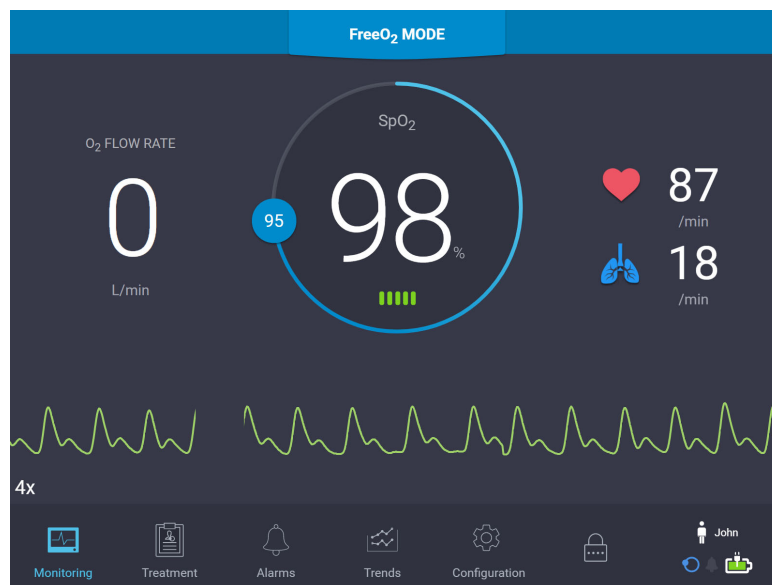 FreeO₂ MODE
SpO₂
O₂ FLOW RATE
0
L/min
95
98
%
87
/min
18
/min
4x
Monitoring
Treatment
Alarms
Trends
Configuration
John